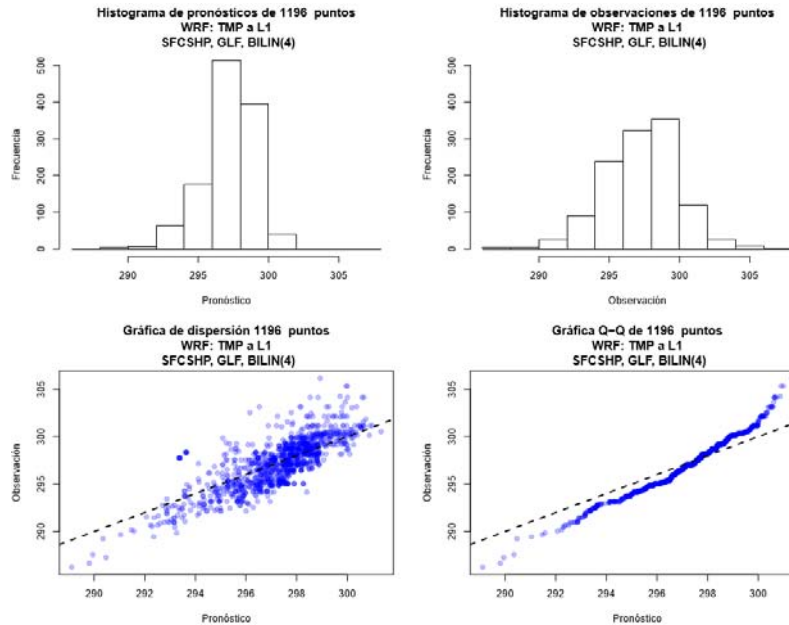 Histograma de pronósticos de 1196 puntos
WRF: TMP a L1
SFCSHP, GLF, BILIN(4)
Frecuencia
500
400
300
200
100
0
290 295 300 305
Pronóstico
Histograma de observaciones de 1196 puntos
WRF: TMP a L1
SFCSHP, GLF, BILIN(4)
Frecuencia
500
400
300
200
100
0
290 295 300 305
Observación
Gráfica de dispersión 1196 puntos
WRF: TMP a L1
SFCSHP, GLF, BILIN(4)
Observación
305
300
295
290
290 292 294 296 298 300
Pronóstico
Gráfica Q−Q de 1196 puntos
WRF: TMP a L1
SFCSHP, GLF, BILIN(4)
Observación
305
300
295
290
290 292 294 296 298 300
Pronóstico